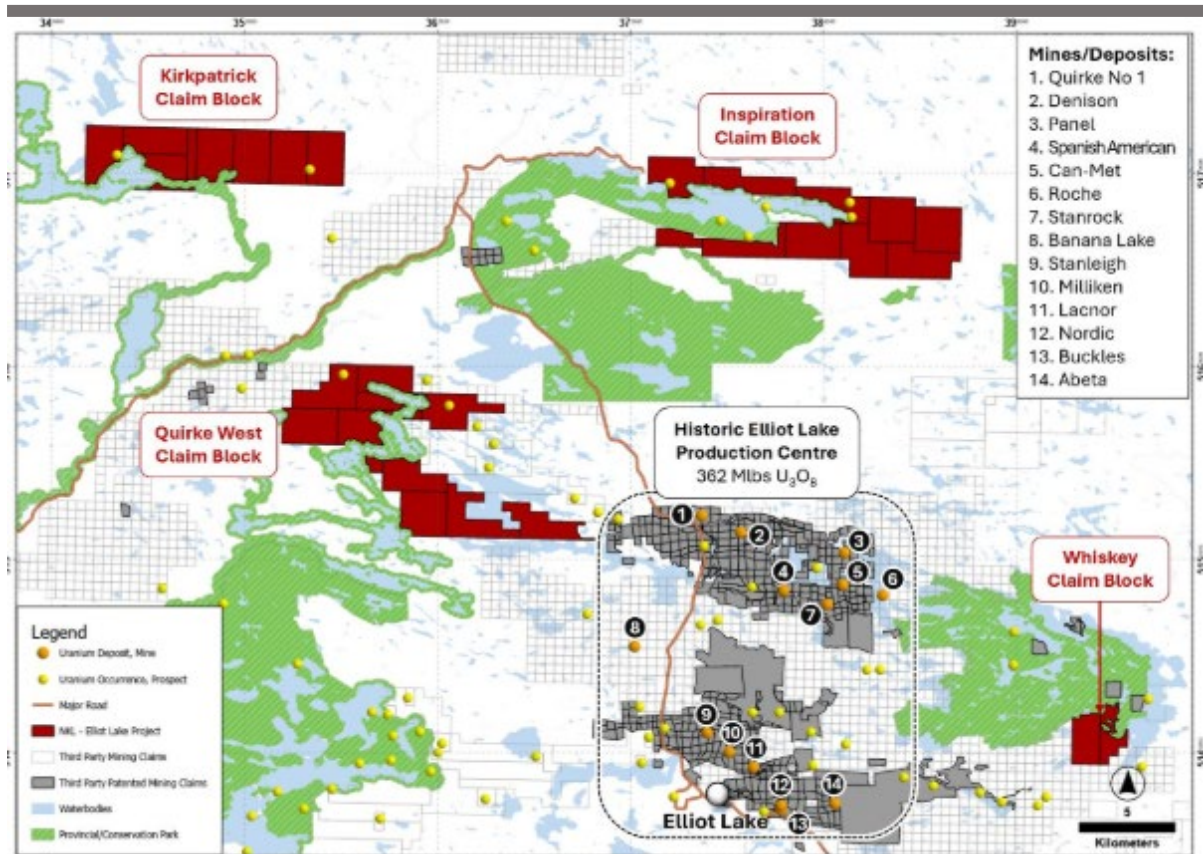 34
35
36
37
38
39
Kirkpatrick
Claim Block
Inspiration
Claim Block
Mines/Deposits:
1. Quirke No 1
2. Denison
3. Panel
4. Spanish American
5. Can-Met
6. Roche
7. Stanrock
8. Banana Lake
9. Stanleigh
10. Milliken
11. Lacnor
12. Nordic
13. Buckles
14. Abeta
Quirke West
Claim Block
Historic Elliot Lake
Production Centre
362 Mlbs U₃O₈
1
2
3
4
5
6
7
8
Whiskey
Claim Block
9
10
11
12
14
13
Elliot Lake
Legend
Uranium Deposit, Mine
Uranium Occurrence, Prospect
Major Road
NKL - Elliot Lake Project
Third Party Mining Claims
Third Party Patented Mining Claims
Waterbodies
Provincial/Conservation Park
5
Kilometers